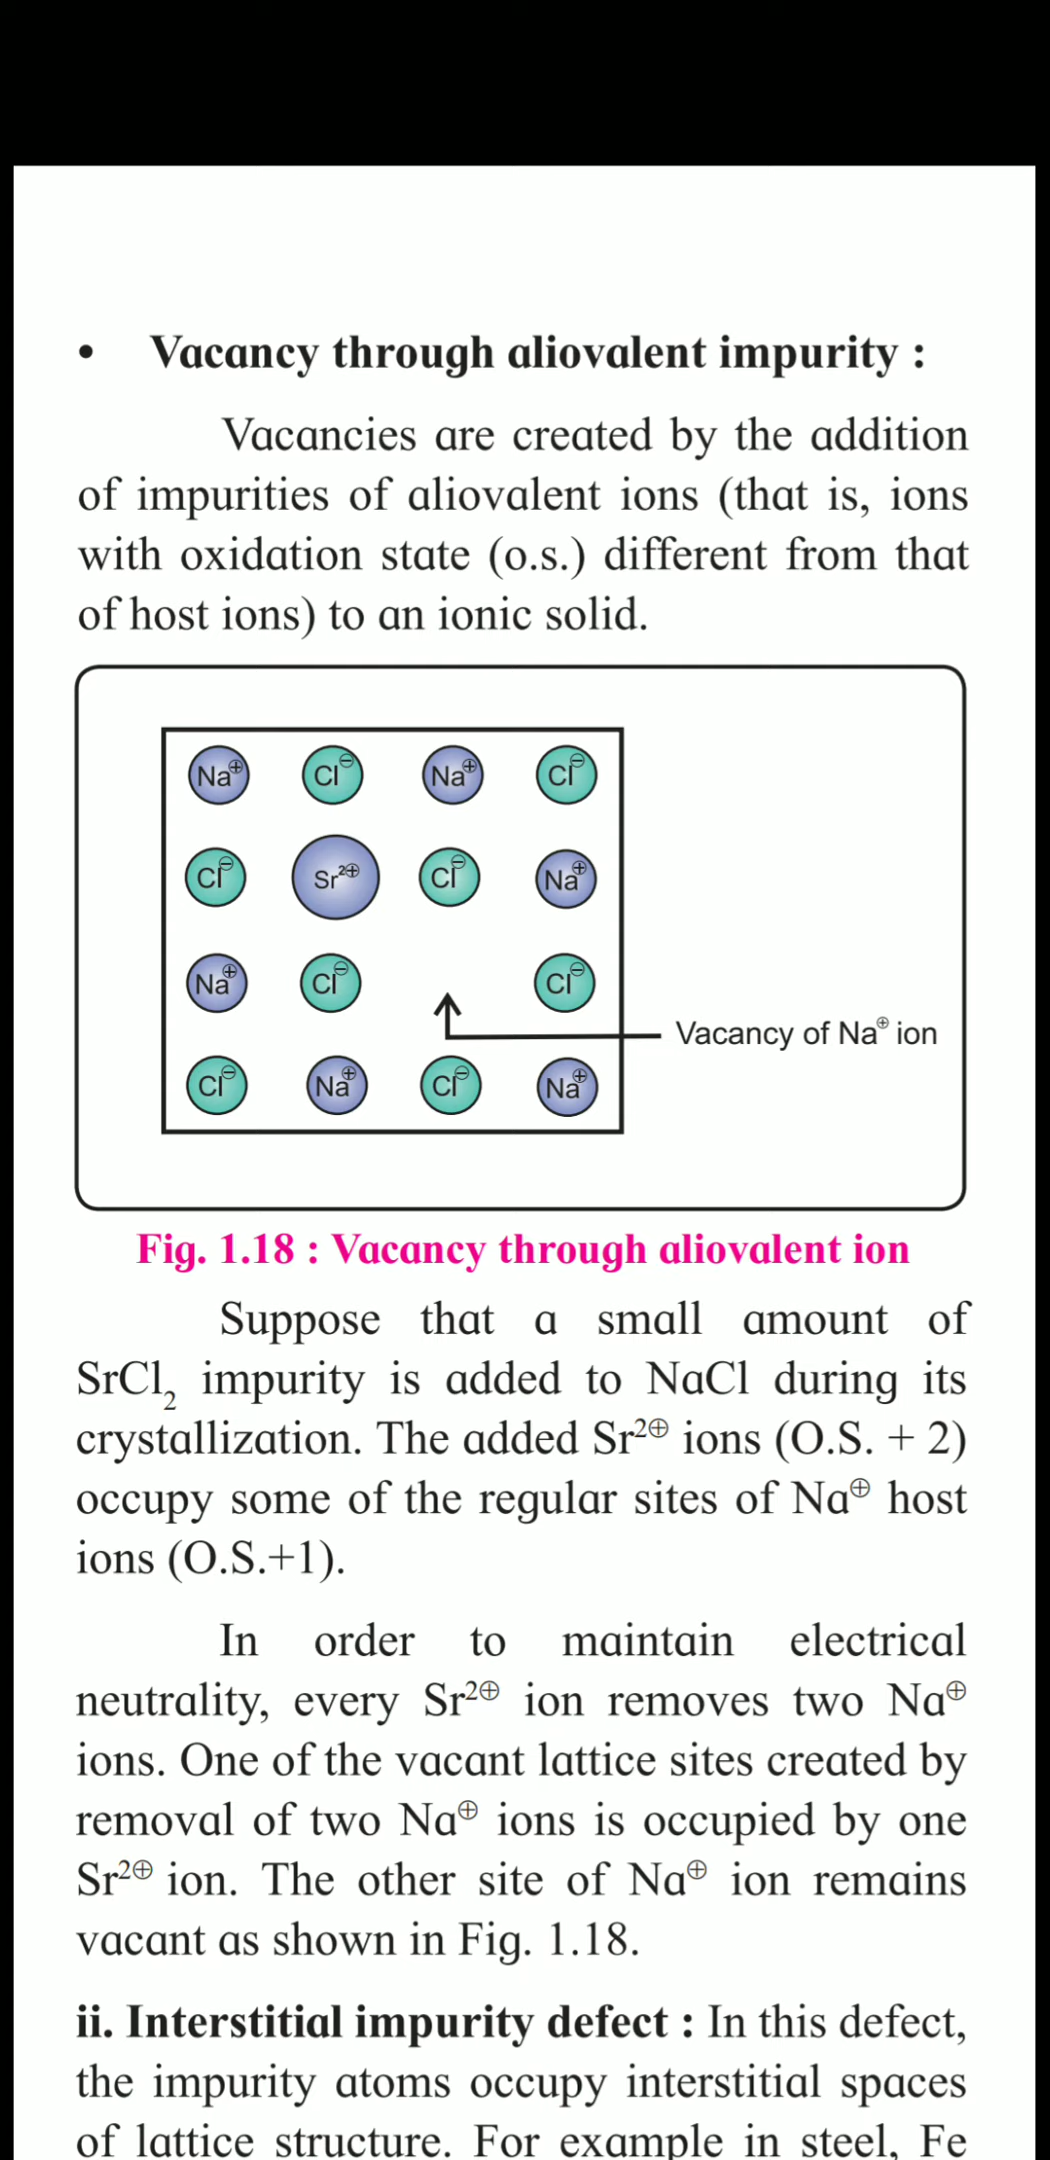 • Vacancy through aliovalent impurity :
Vacancies are created by the addition
of impurities of aliovalent ions (that is, ions
with oxidation state (o.s.) different from that
of host ions) to an ionic solid.
Na⊕ Cl⊖ Na⊕ Cl⊖
Cl⊖ Sr²⊕ Cl⊖ Na⊕
Na⊕ Cl⊖ Cl⊖
Vacancy of Na⊕ ion
Cl⊖ Na⊕ Cl⊖ Na⊕
Fig. 1.18 : Vacancy through aliovalent ion
Suppose that a small amount of
SrCl₂ impurity is added to NaCl during its
crystallization. The added Sr²⊕ ions (O.S. + 2)
occupy some of the regular sites of Na⊕ host
ions (O.S.+1).
In order to maintain electrical
neutrality, every Sr²⊕ ion removes two Na⊕
ions. One of the vacant lattice sites created by
removal of two Na⊕ ions is occupied by one
Sr²⊕ ion. The other site of Na⊕ ion remains
vacant as shown in Fig. 1.18.
ii. Interstitial impurity defect : In this defect,
the impurity atoms occupy interstitial spaces
of lattice structure. For example in steel, Fe